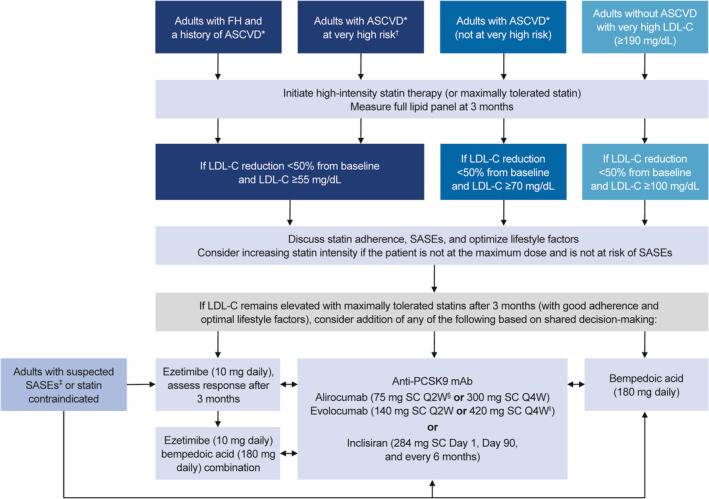 Adults with FH and
a history of ASCVD*
Adults with ASCVD*
at very high risk†
Adults with ASCVD*
(not at very high risk)
Adults without ASCVD
with very high LDL-C
(≥190 mg/dL)
Initiate high-intensity statin therapy (or maximally tolerated statin)
Measure full lipid panel at 3 months
If LDL-C reduction <50% from baseline
and LDL-C ≥55 mg/dL
If LDL-C reduction
<50% from baseline
and LDL-C ≥70 mg/dL
If LDL-C reduction
<50% from baseline
and LDL-C ≥100 mg/dL
Discuss statin adherence, SASEs, and optimize lifestyle factors
Consider increasing statin intensity if the patient is not at the maximum dose and is not at risk of SASEs
If LDL-C remains elevated with maximally tolerated statins after 3 months (with good adherence and
optimal lifestyle factors), consider addition of any of the following based on shared decision-making:
Adults with suspected
SASEs‡ or statin
contraindicated
Ezetimibe (10 mg daily),
assess response after
3 months
Ezetimibe (10 mg daily)
bempedoic acid (180 mg
daily) combination
Anti-PCSK9 mAb
Alirocumab (75 mg SC Q2W§ or 300 mg SC Q4W)
Evolocumab (140 mg SC Q2W or 420 mg SC Q4W‖)
or
Inclisiran (284 mg SC Day 1, Day 90,
and every 6 months)
Bempedoic acid
(180 mg daily)